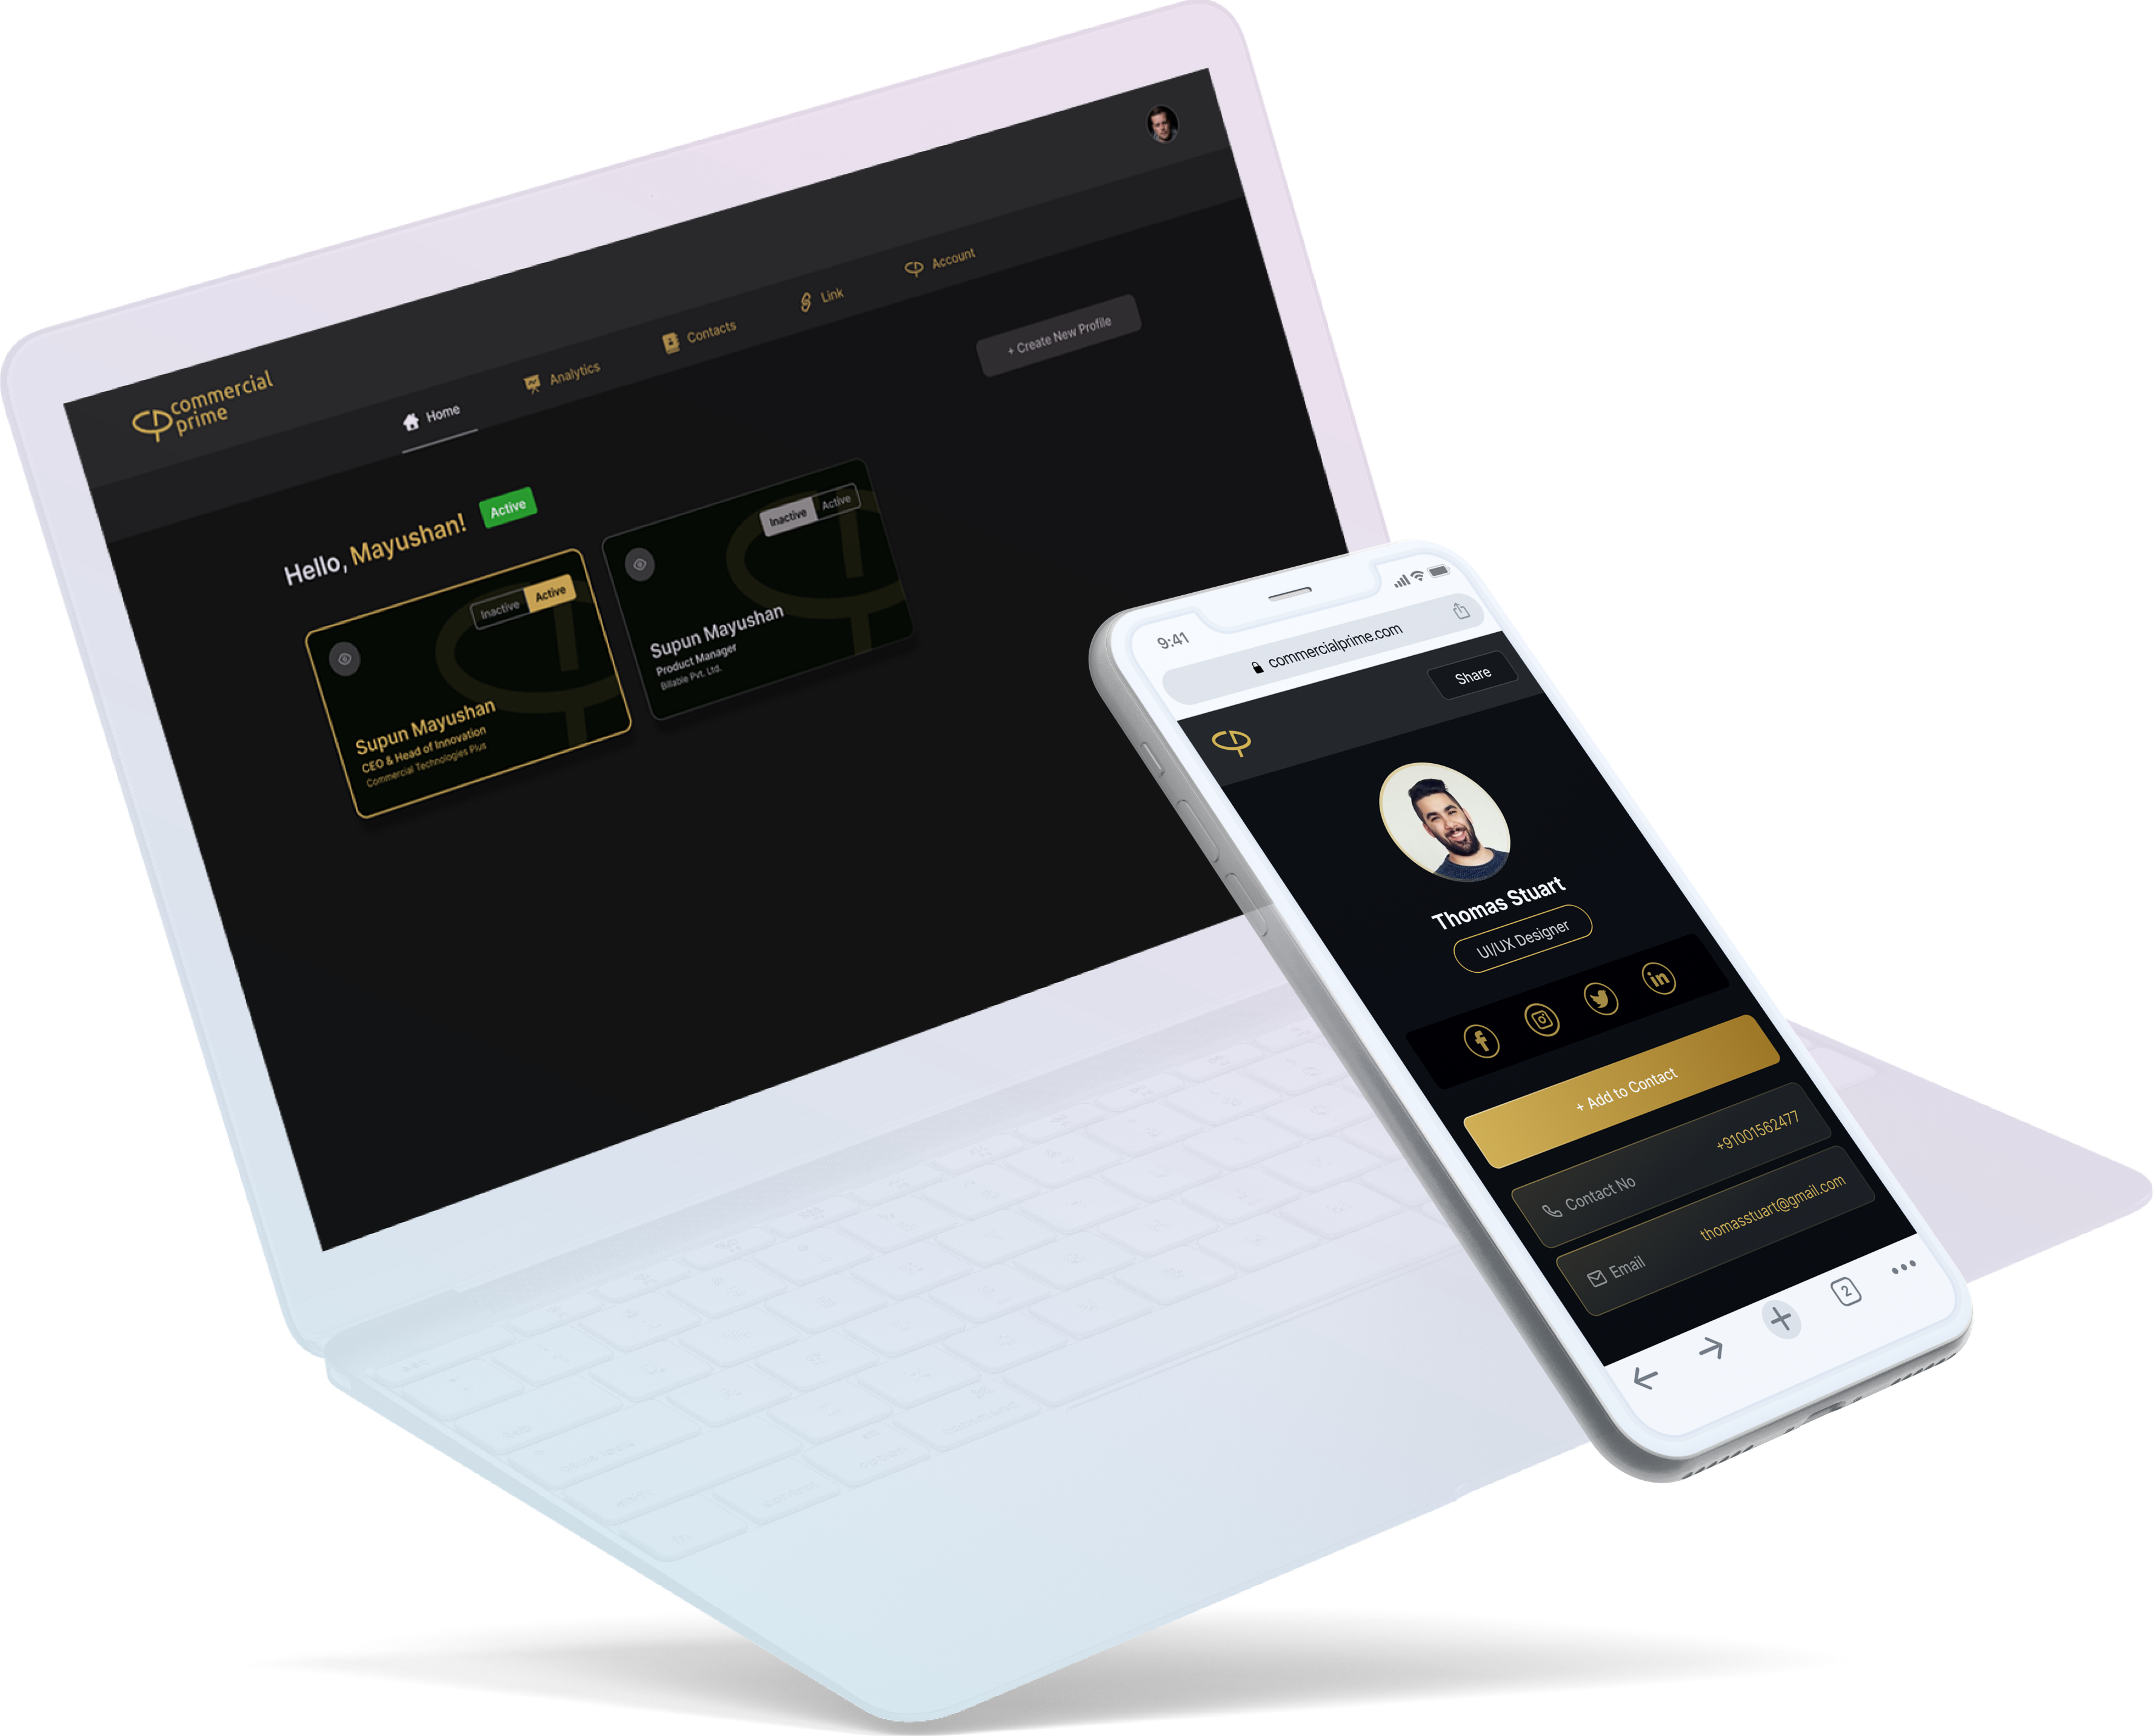 commercial
prime
Home
Analytics
Contacts
Link
Account
+ Create New Profile
Hello, Mayushan!
Active
Inactive
Active
Supun Mayushan
CEO & Head of Innovation
Commercial Technologies Plus
Inactive
Active
Supun Mayushan
Product Manager
Billable Pvt. Ltd.
9:41
commercialprime.com
Share
Thomas Stuart
UI/UX Designer
f
in
+ Add to Contact
Contact No
+91001562477
Email
thomasstuart@gmail.com
2